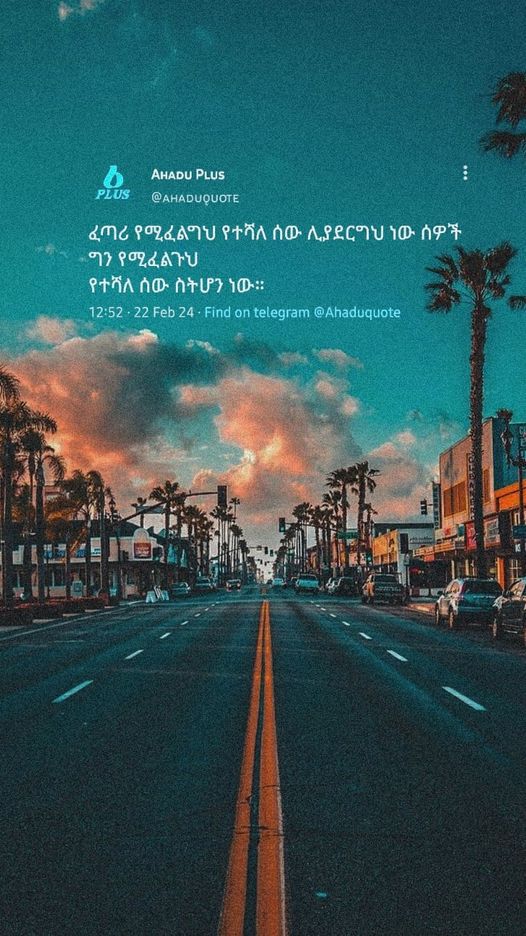 PLUS
Ahadu Plus
@AHADUQUOTE
ፈጣሪ የሚፈልግህ የተሻለ ሰው ሊያደርግህ ነው ሰዎች
ግን የሚፈልጉህ
የተሻለ ሰው ስትሆን ነው።
12:52 · 22 Feb 24 · Find on telegram @Ahaduquote